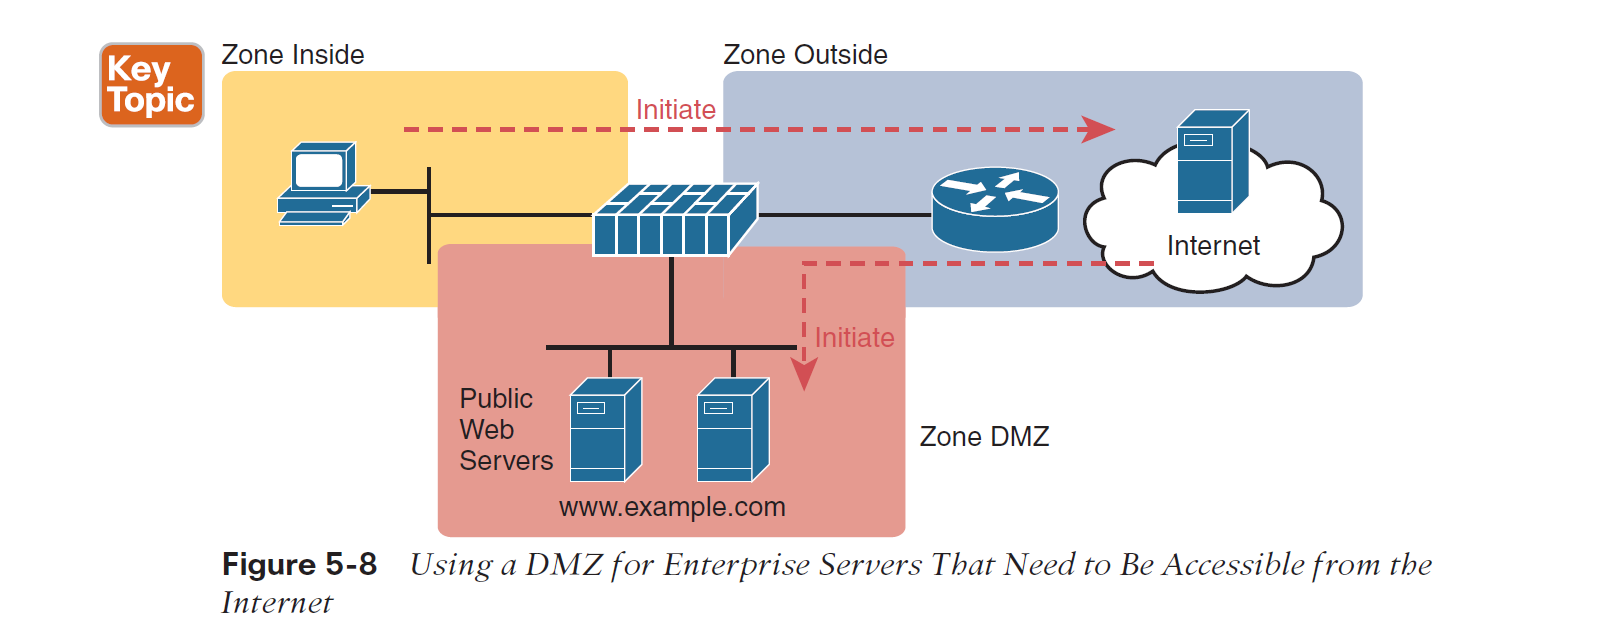 Key
Topic
Zone Inside
Zone Outside
Initiate
Internet
Initiate
Public
Web
Servers
Zone DMZ
www.example.com
Figure 5-8 Using a DMZ for Enterprise Servers That Need to Be Accessible from the
Internet